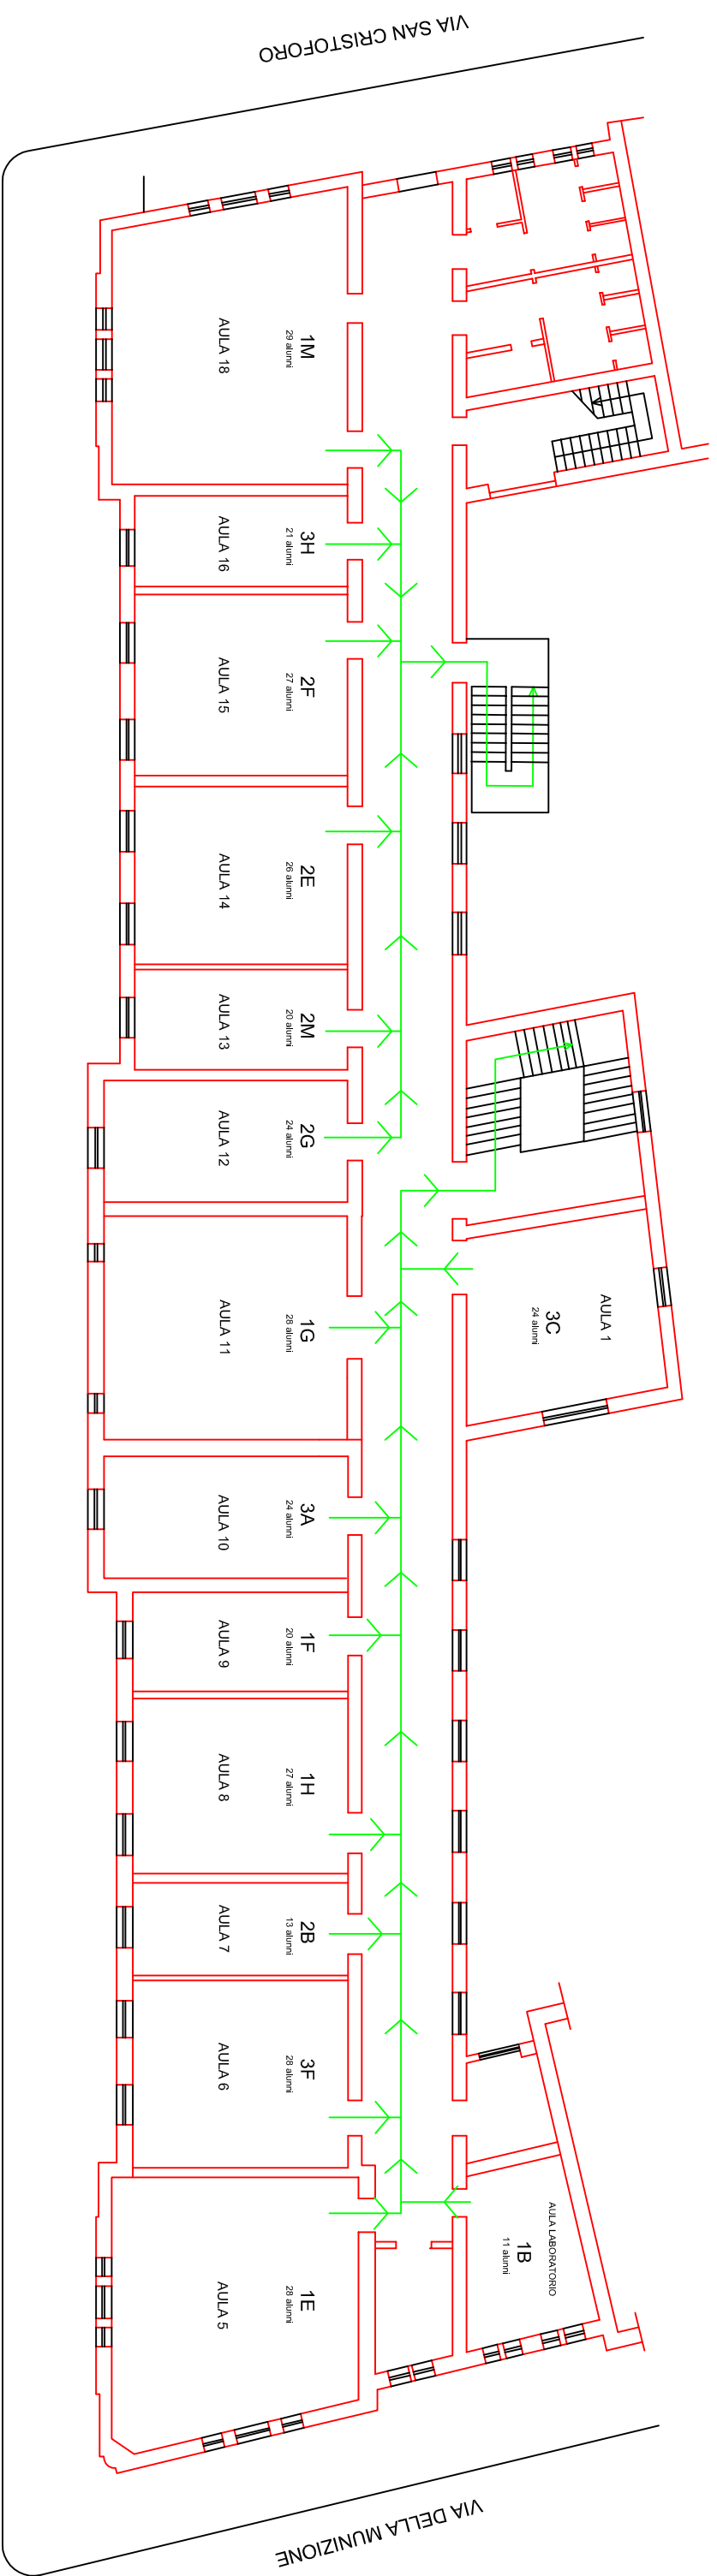 VIA SAN CRISTOFORO
1M
29 alunni
AULA 18
3H
21 alunni
AULA 16
2F
27 alunni
AULA 15
2E
26 alunni
AULA 14
2M
20 alunni
AULA 13
2G
24 alunni
AULA 12
AULA 1
3C
24 alunni
1G
28 alunni
AULA 11
3A
24 alunni
AULA 10
1F
20 alunni
AULA 9
1H
27 alunni
AULA 8
2B
13 alunni
AULA 7
3F
28 alunni
AULA 6
AULA LABORATORIO
1B
11 alunni
1E
28 alunni
AULA 5
VIA DELLA MUNIZIONE